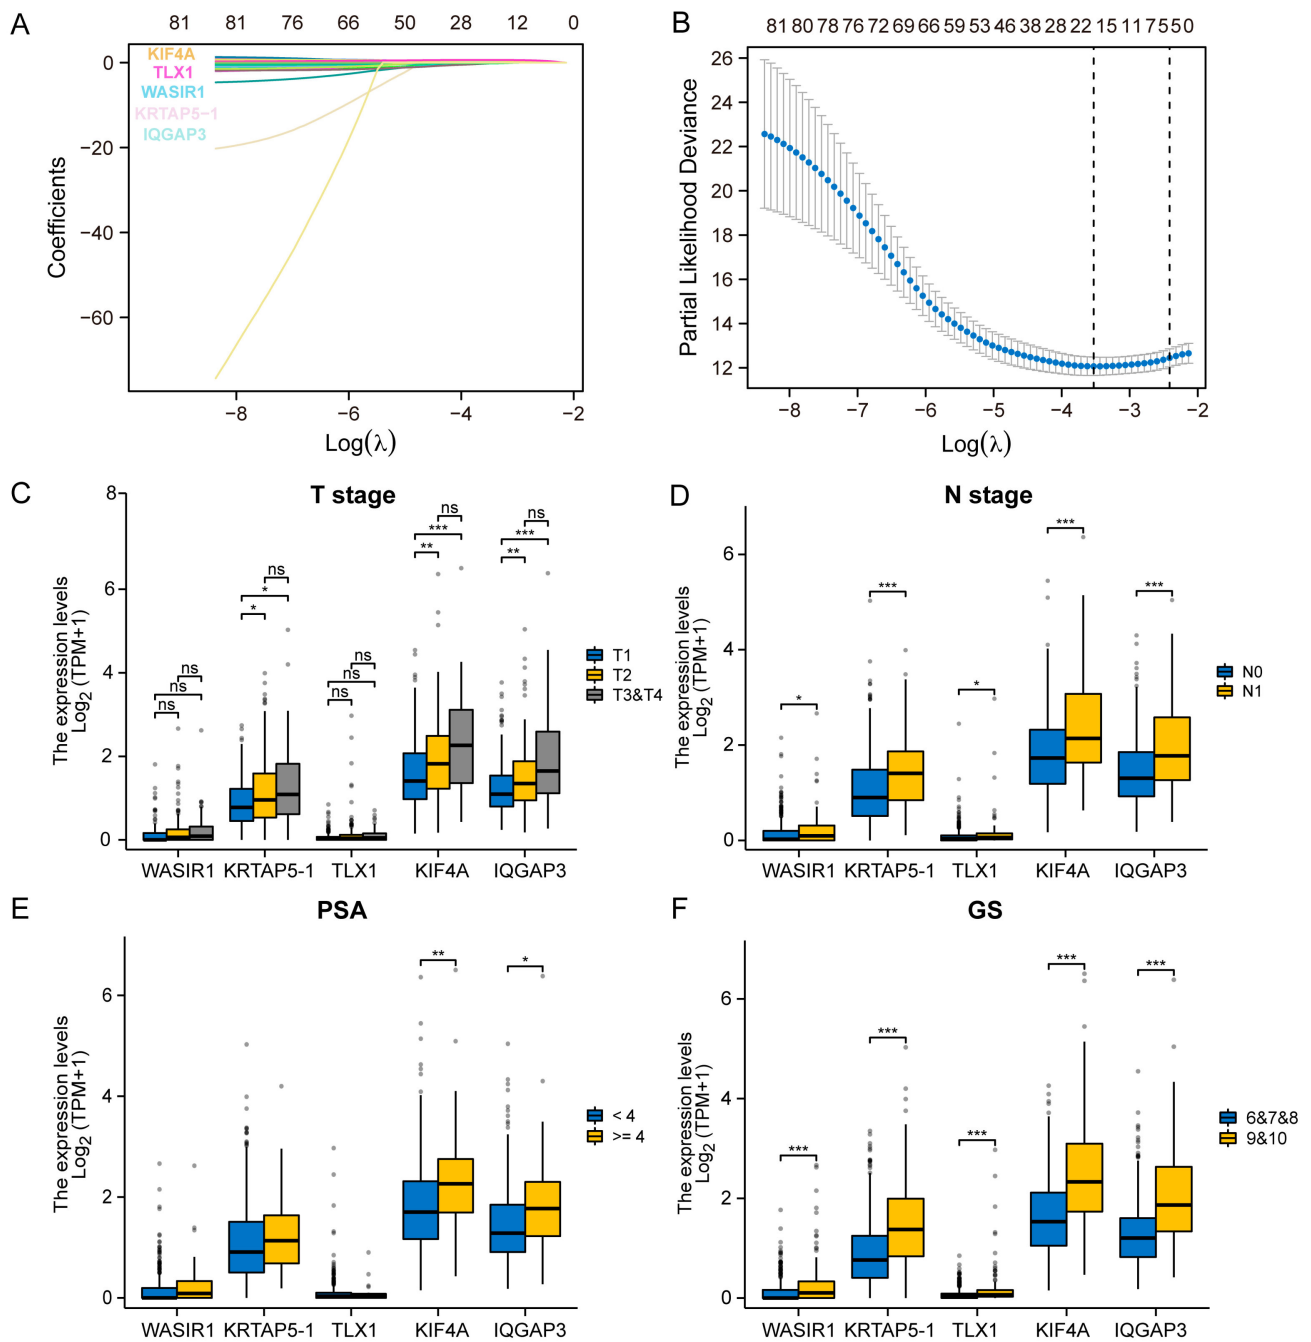 A
81 81 76 66 50 28 12 0
KIF4A
TLX1
WASIR1
KRTAP5−1
IQGAP3
0
−20
−40
−60
Coefficients
−8 −6 −4 −2
Log(λ)
B
81 80 78 76 72 69 66 59 53 46 38 28 22 15 11 7 5 5 0
26
24
22
20
18
16
14
12
Partial Likelihood Deviance
−8 −7 −6 −5 −4 −3 −2
Log(λ)
C
T stage
8
6
4
2
0
The expression levels
Log2 (TPM+1)
ns ns ns
* * ns
ns ns ns
** *** ns
** *** ns
WASIR1 KRTAP5-1 TLX1 KIF4A IQGAP3
T1
T2
T3&T4
D
N stage
6
4
2
0
The expression levels
Log2 (TPM+1)
* *** * *** ***
WASIR1 KRTAP5-1 TLX1 KIF4A IQGAP3
N0
N1
E
PSA
6
4
2
0
The expression levels
Log2 (TPM+1)
** *
WASIR1 KRTAP5-1 TLX1 KIF4A IQGAP3
< 4
>= 4
F
GS
6
4
2
0
The expression levels
Log2 (TPM+1)
*** *** *** *** ***
WASIR1 KRTAP5-1 TLX1 KIF4A IQGAP3
6&7&8
9&10